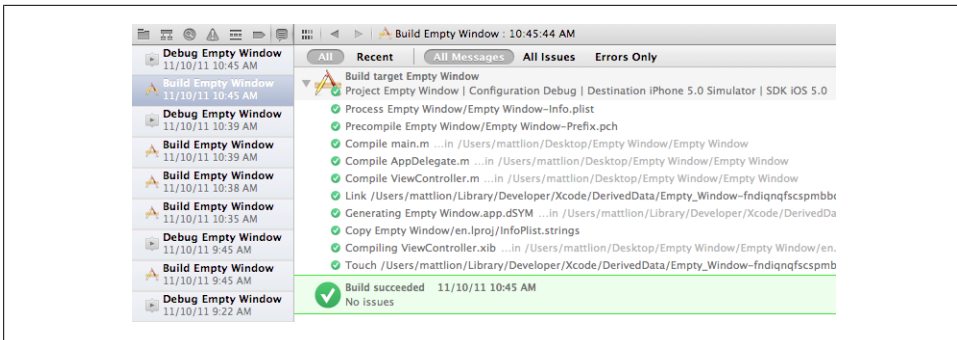 Build Empty Window : 10:45:44 AM
Debug Empty Window
11/10/11 10:45 AM
Build Empty Window
11/10/11 10:45 AM
Debug Empty Window
11/10/11 10:39 AM
Build Empty Window
11/10/11 10:39 AM
Build Empty Window
11/10/11 10:38 AM
Build Empty Window
11/10/11 10:35 AM
Debug Empty Window
11/10/11 9:45 AM
Build Empty Window
11/10/11 9:45 AM
Debug Empty Window
11/10/11 9:22 AM
All Recent All Messages All Issues Errors Only
Build target Empty Window
Project Empty Window | Configuration Debug | Destination iPhone 5.0 Simulator | SDK iOS 5.0
Process Empty Window/Empty Window-Info.plist
Precompile Empty Window/Empty Window-Prefix.pch
Compile main.m ...in /Users/mattlion/Desktop/Empty Window/Empty Window
Compile AppDelegate.m ...in /Users/mattlion/Desktop/Empty Window/Empty Window
Compile ViewController.m ...in /Users/mattlion/Desktop/Empty Window/Empty Window
Link /Users/mattlion/Library/Developer/Xcode/DerivedData/Empty_Window-fndiqnqfscspmbb
Generating Empty Window.app.dSYM ...in /Users/mattlion/Library/Developer/Xcode/DerivedDa
Copy Empty Window/en.lproj/InfoPlist.strings
Compiling ViewController.xib ...in /Users/mattlion/Desktop/Empty Window/Empty Window/en.
Touch /Users/mattlion/Library/Developer/Xcode/DerivedData/Empty_Window-fndiqnqfscspmb
Build succeeded 11/10/11 10:45 AM
No issues